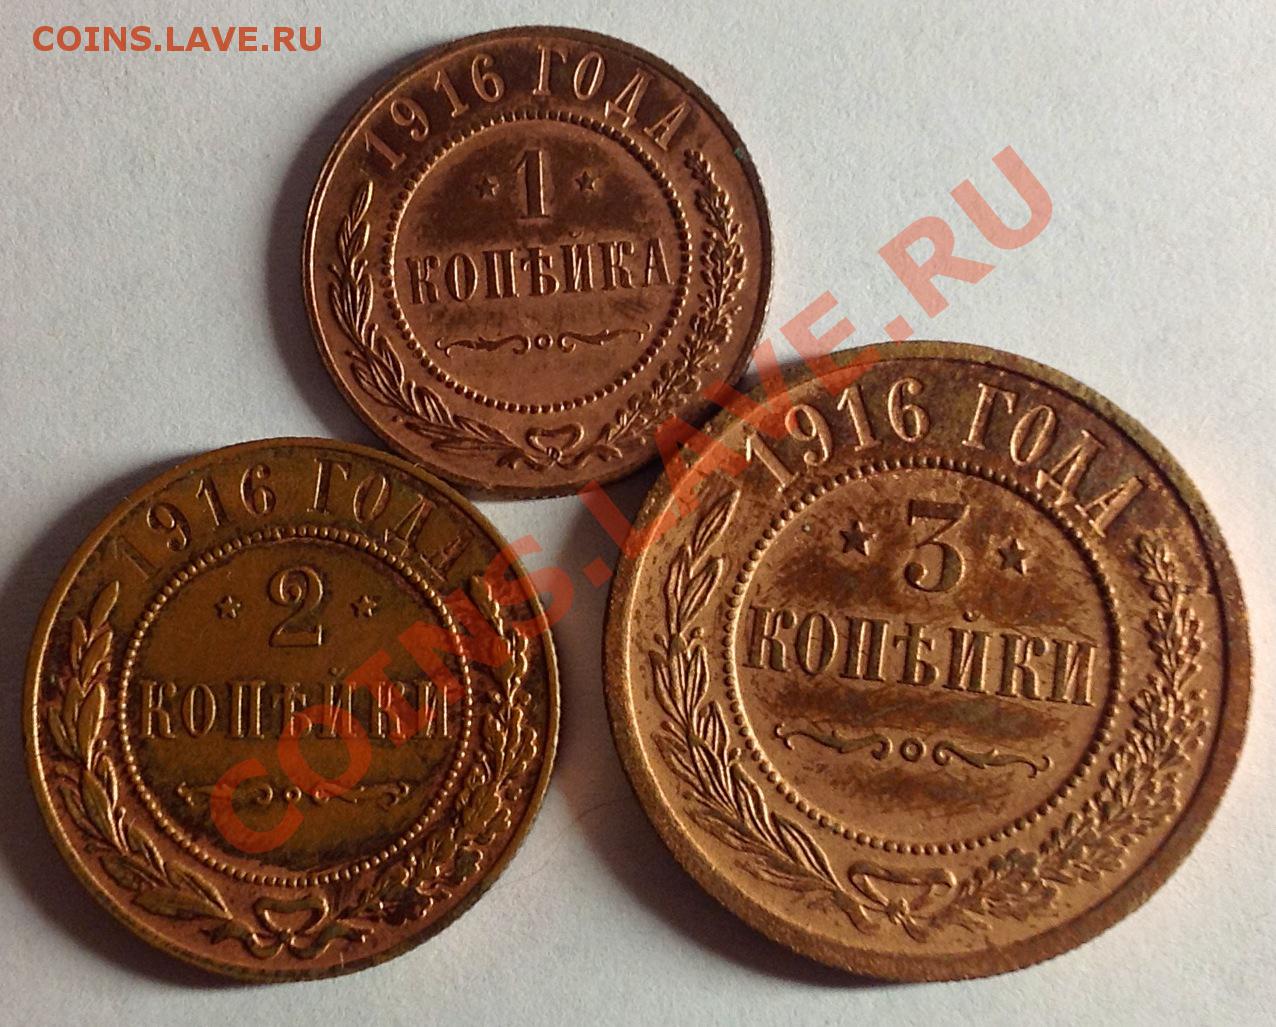 COINS.LAVE.RU
1916 ГОДА
1
КОПѢЙКА
1916 ГОДА
2
КОПѢЙКИ
1916 ГОДА
3
КОПѢЙКИ
COINS.LAVE.RU